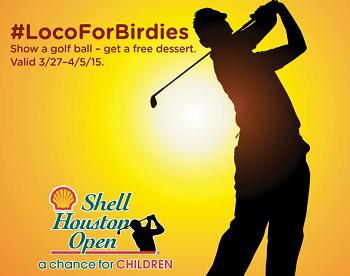 #LocoForBirdies
Show a golf ball – get a free dessert.
Valid 3/27–4/5/15.
Shell
Houston
Open
a chance for CHILDREN